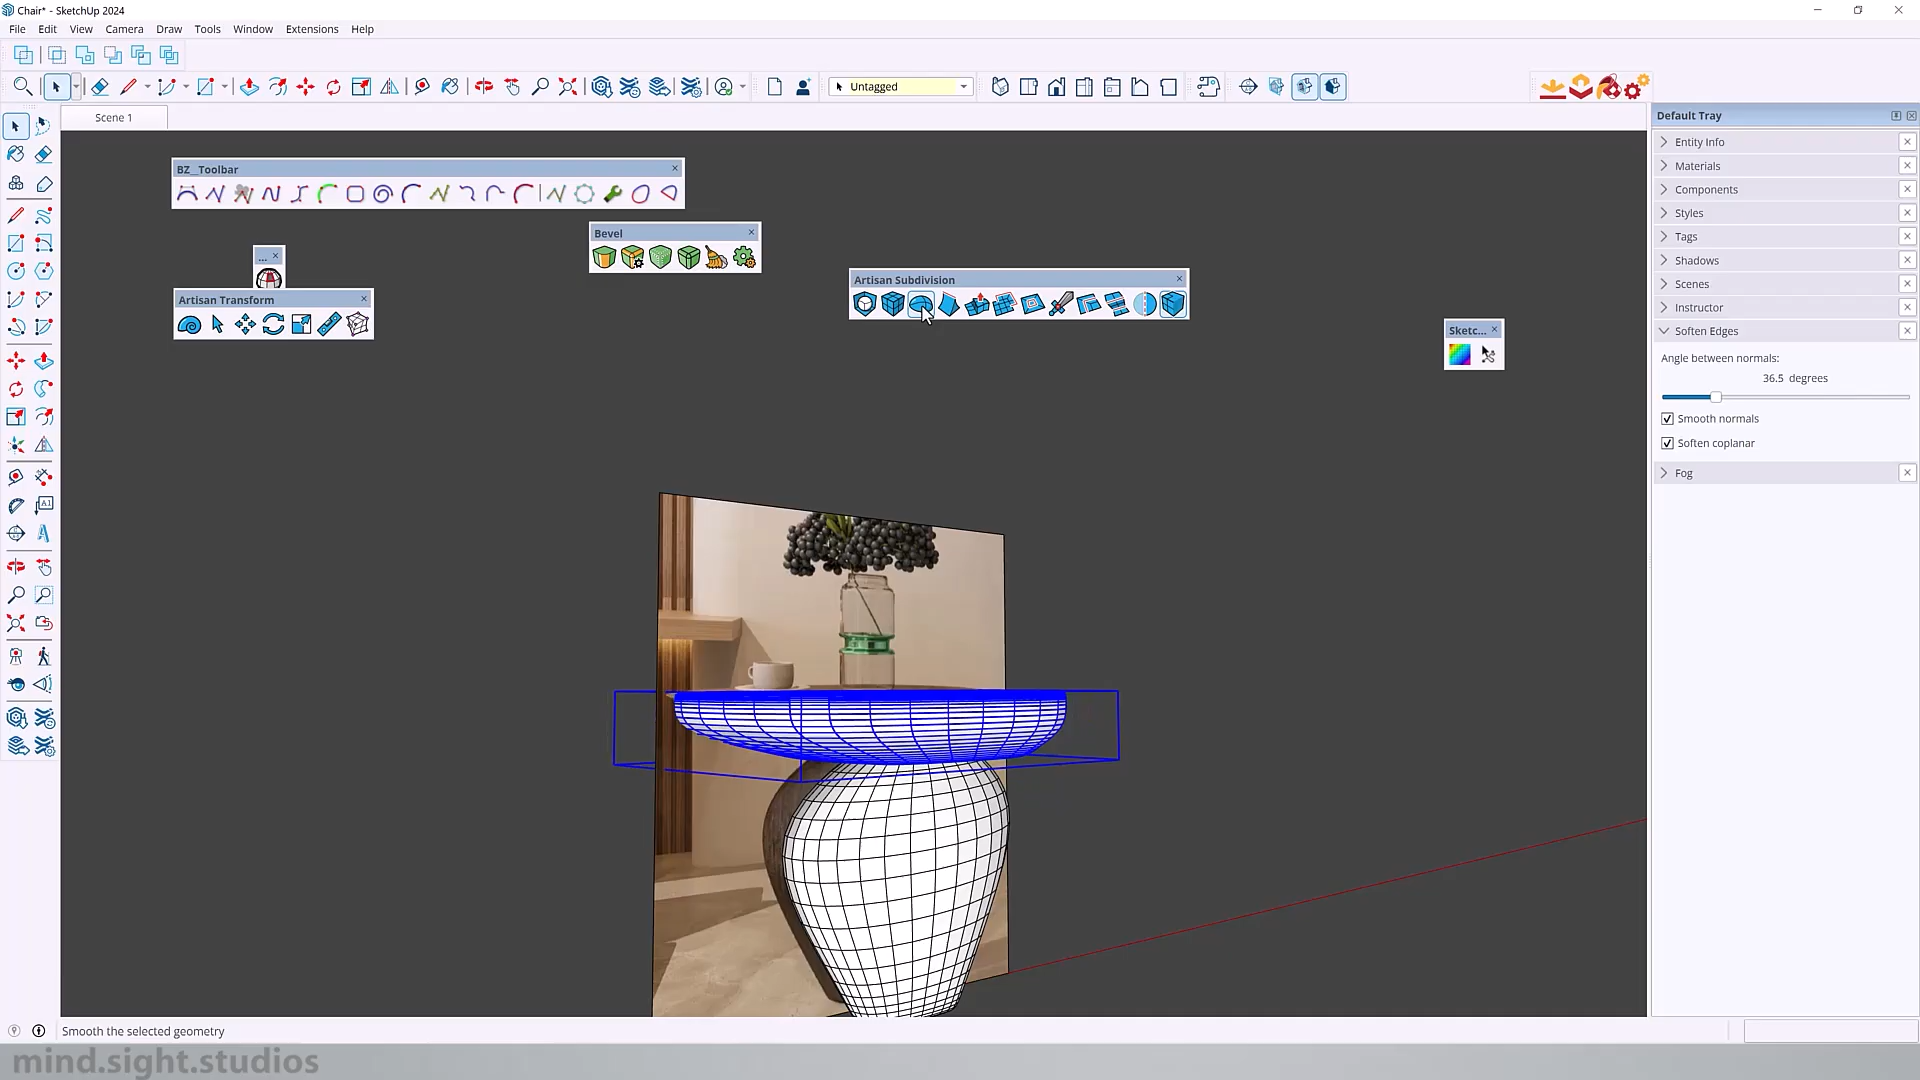 Chair* - SketchUp 2024
File Edit View Camera Draw Tools Window Extensions Help
Untagged
Scene 1
Default Tray
BZ__Toolbar
Bevel
...
Artisan Transform
Artisan Subdivision
Sketc...
Entity Info
Materials
Components
Styles
Tags
Shadows
Scenes
Instructor
Soften Edges
Angle between normals:
36.5 degrees
Smooth normals
Soften coplanar
Fog
A1
Smooth the selected geometry
mind.sight.studios